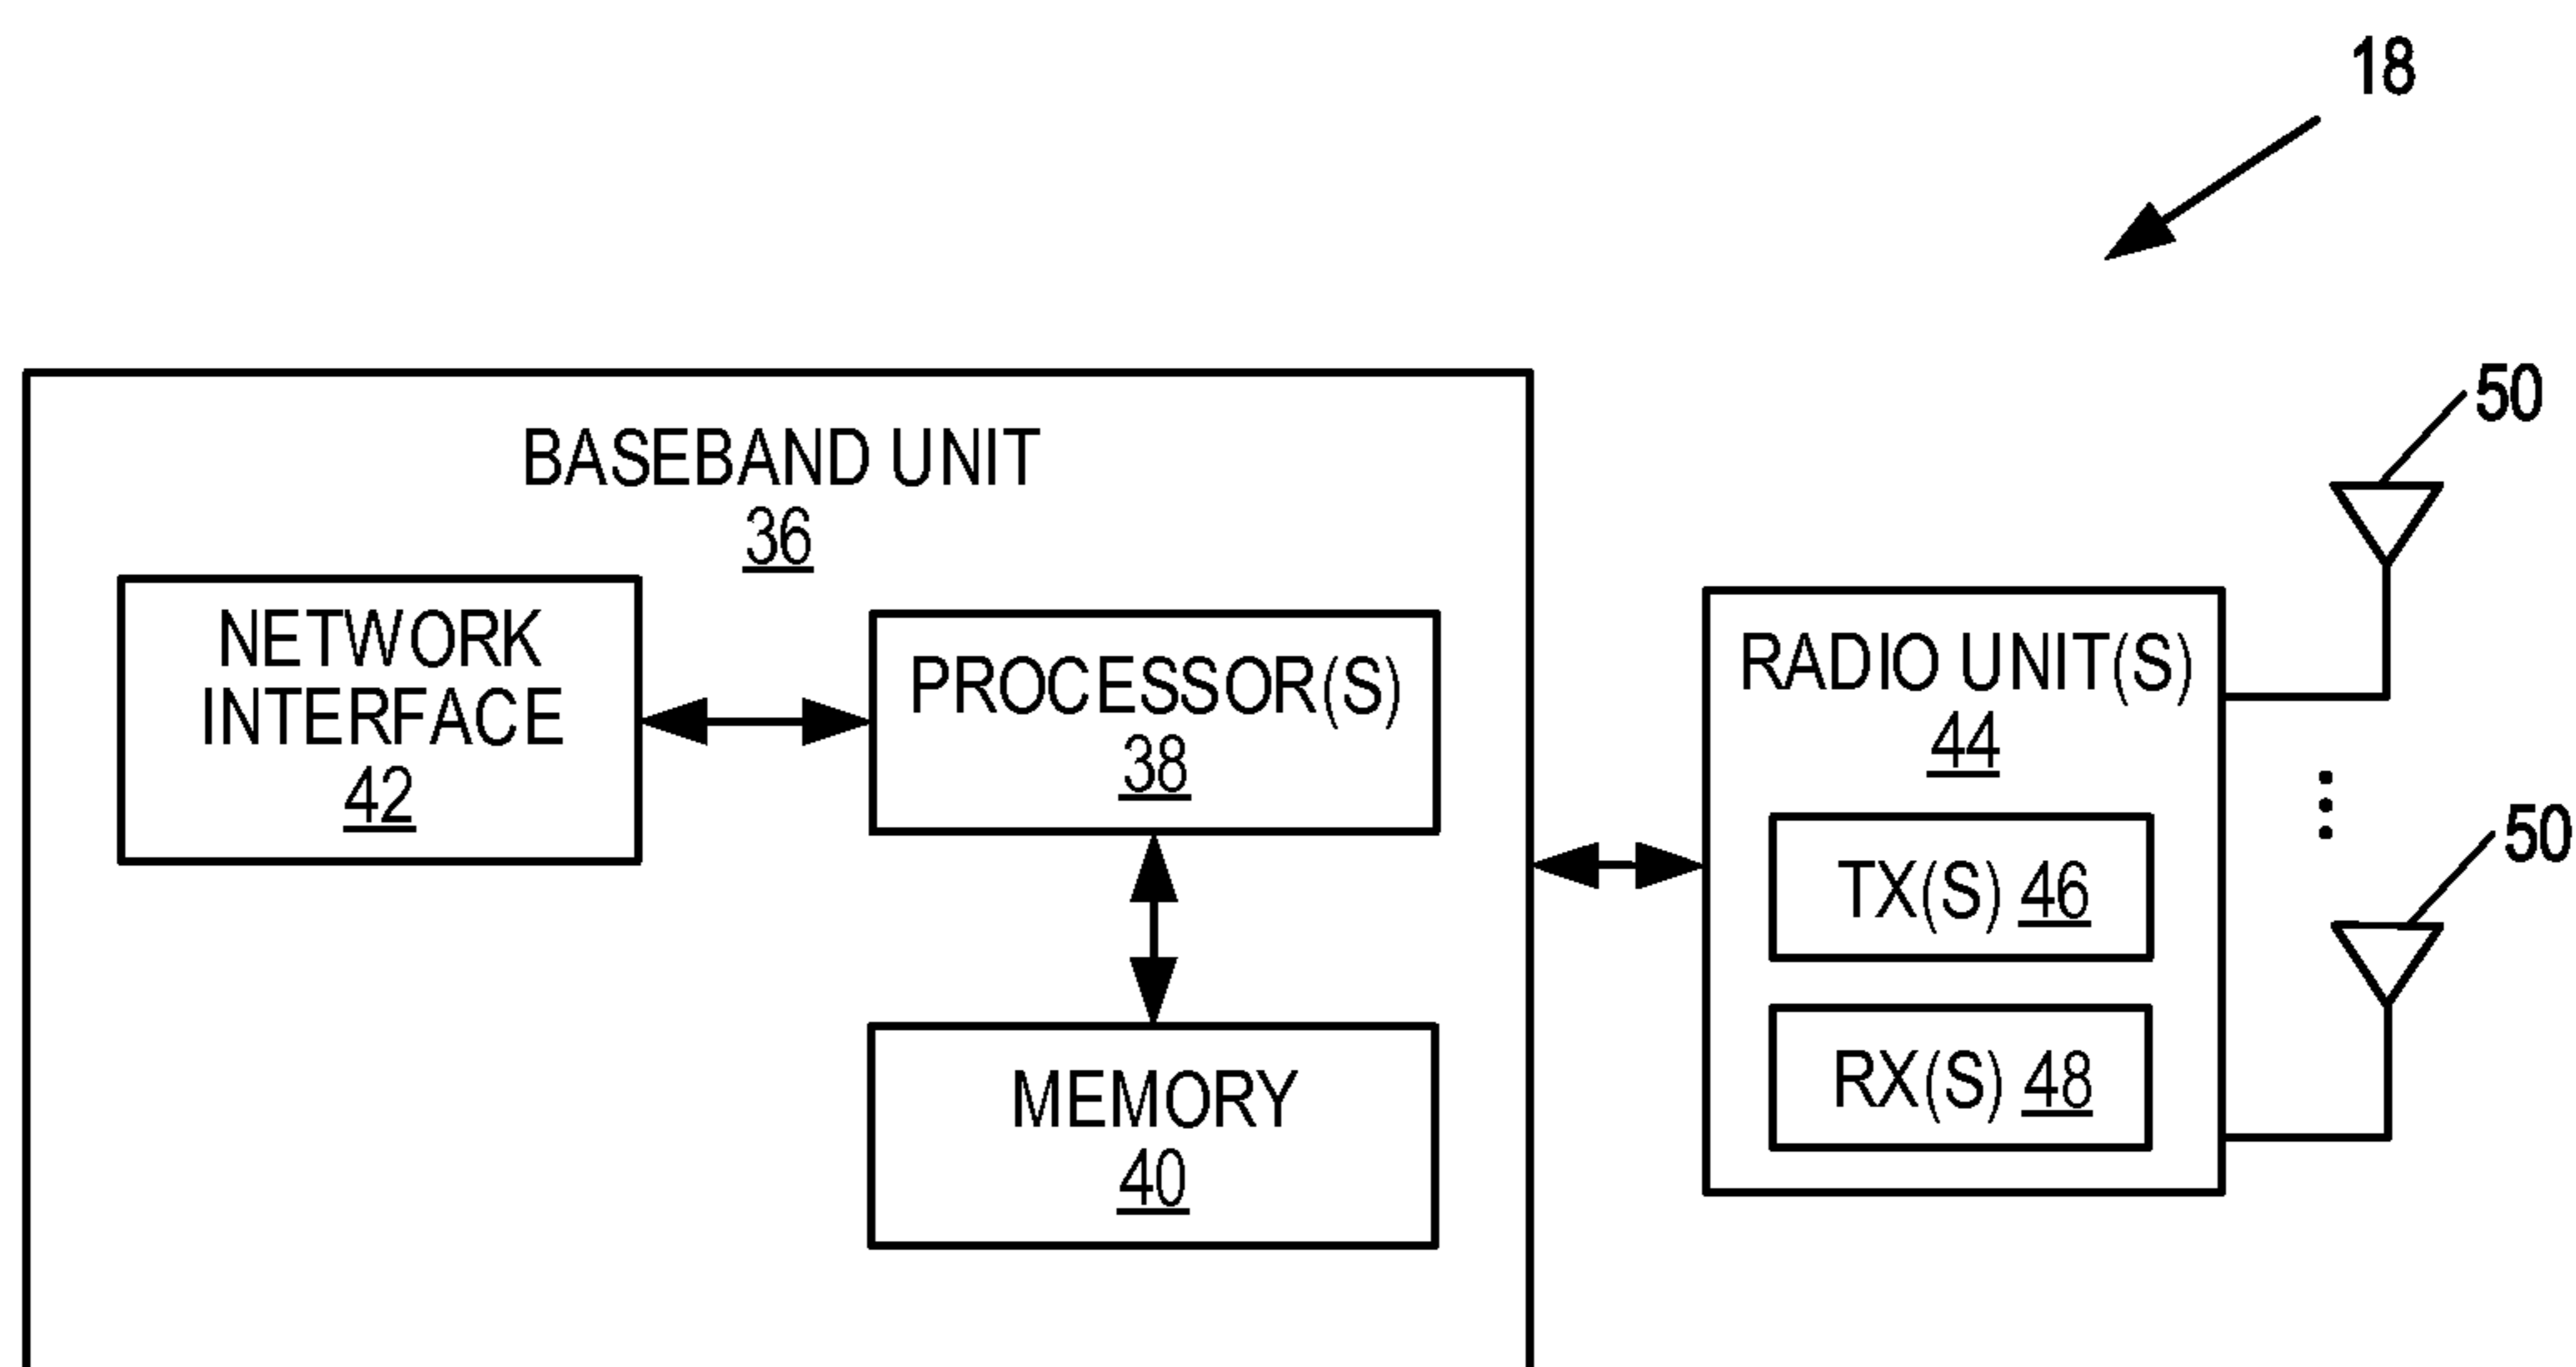 18
BASEBAND UNIT
36
NETWORK
INTERFACE
42
PROCESSOR(S)
38
MEMORY
40
RADIO UNIT(S)
44
TX(S) 46
RX(S) 48
50
50